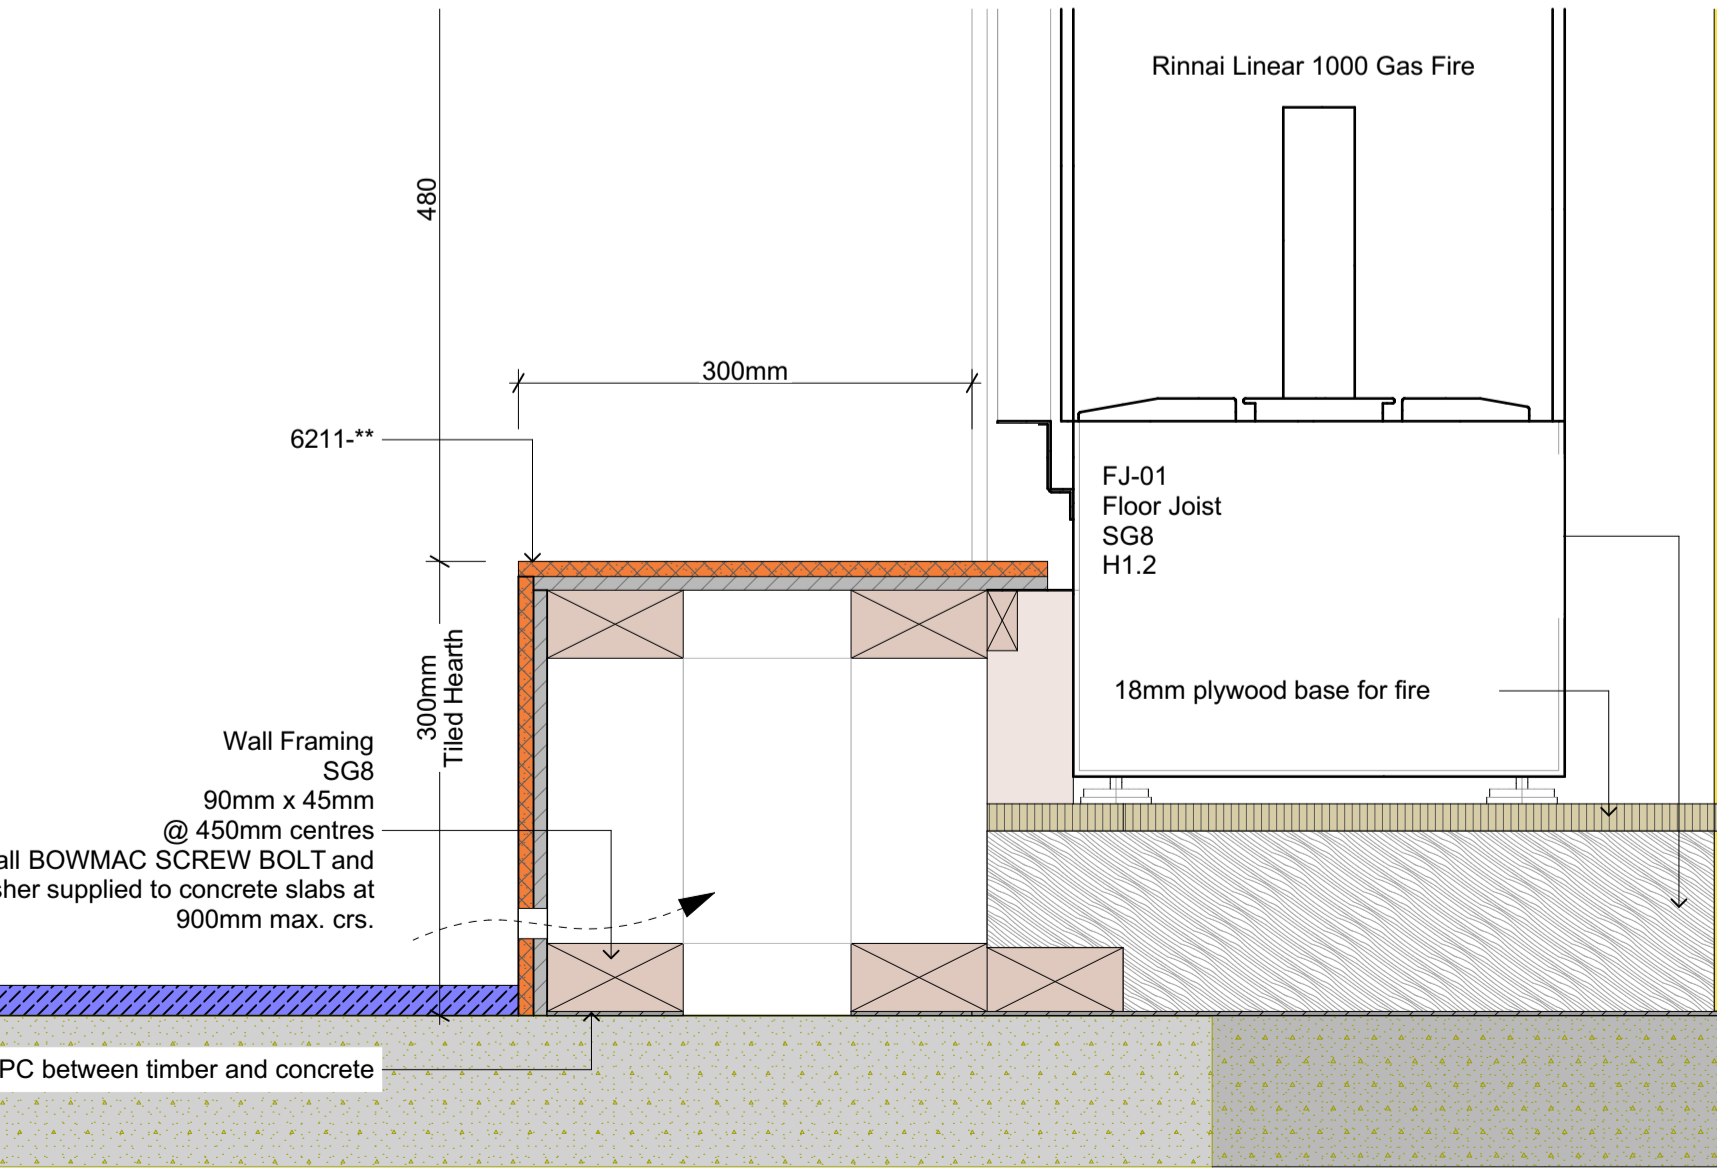 Rinnai Linear 1000 Gas Fire
480
300mm
6211-**
FJ-01
Floor Joist
SG8
H1.2
300mm
Tiled Hearth
18mm plywood base for fire
Wall Framing
SG8
90mm x 45mm
@ 450mm centres
all BOWMAC SCREW BOLT and
sher supplied to concrete slabs at
900mm max. crs.
PC between timber and concrete